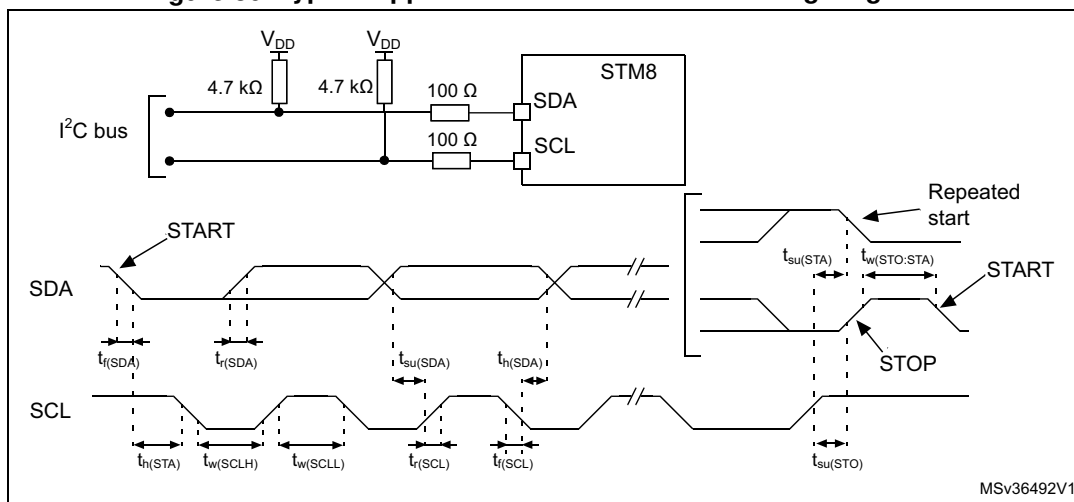 V_DD V_DD
STM8
4.7 kΩ 4.7 kΩ 100 Ω
SDA
I²C bus
100 Ω
SCL
Repeated
start
START
t_su(STA) t_w(STO:STA)
START
SDA
t_f(SDA) t_r(SDA) t_su(SDA) t_h(SDA)
STOP
SCL
t_h(STA) t_w(SCLH) t_w(SCLL) t_r(SCL) t_f(SCL) t_su(STO)
MSv36492V1